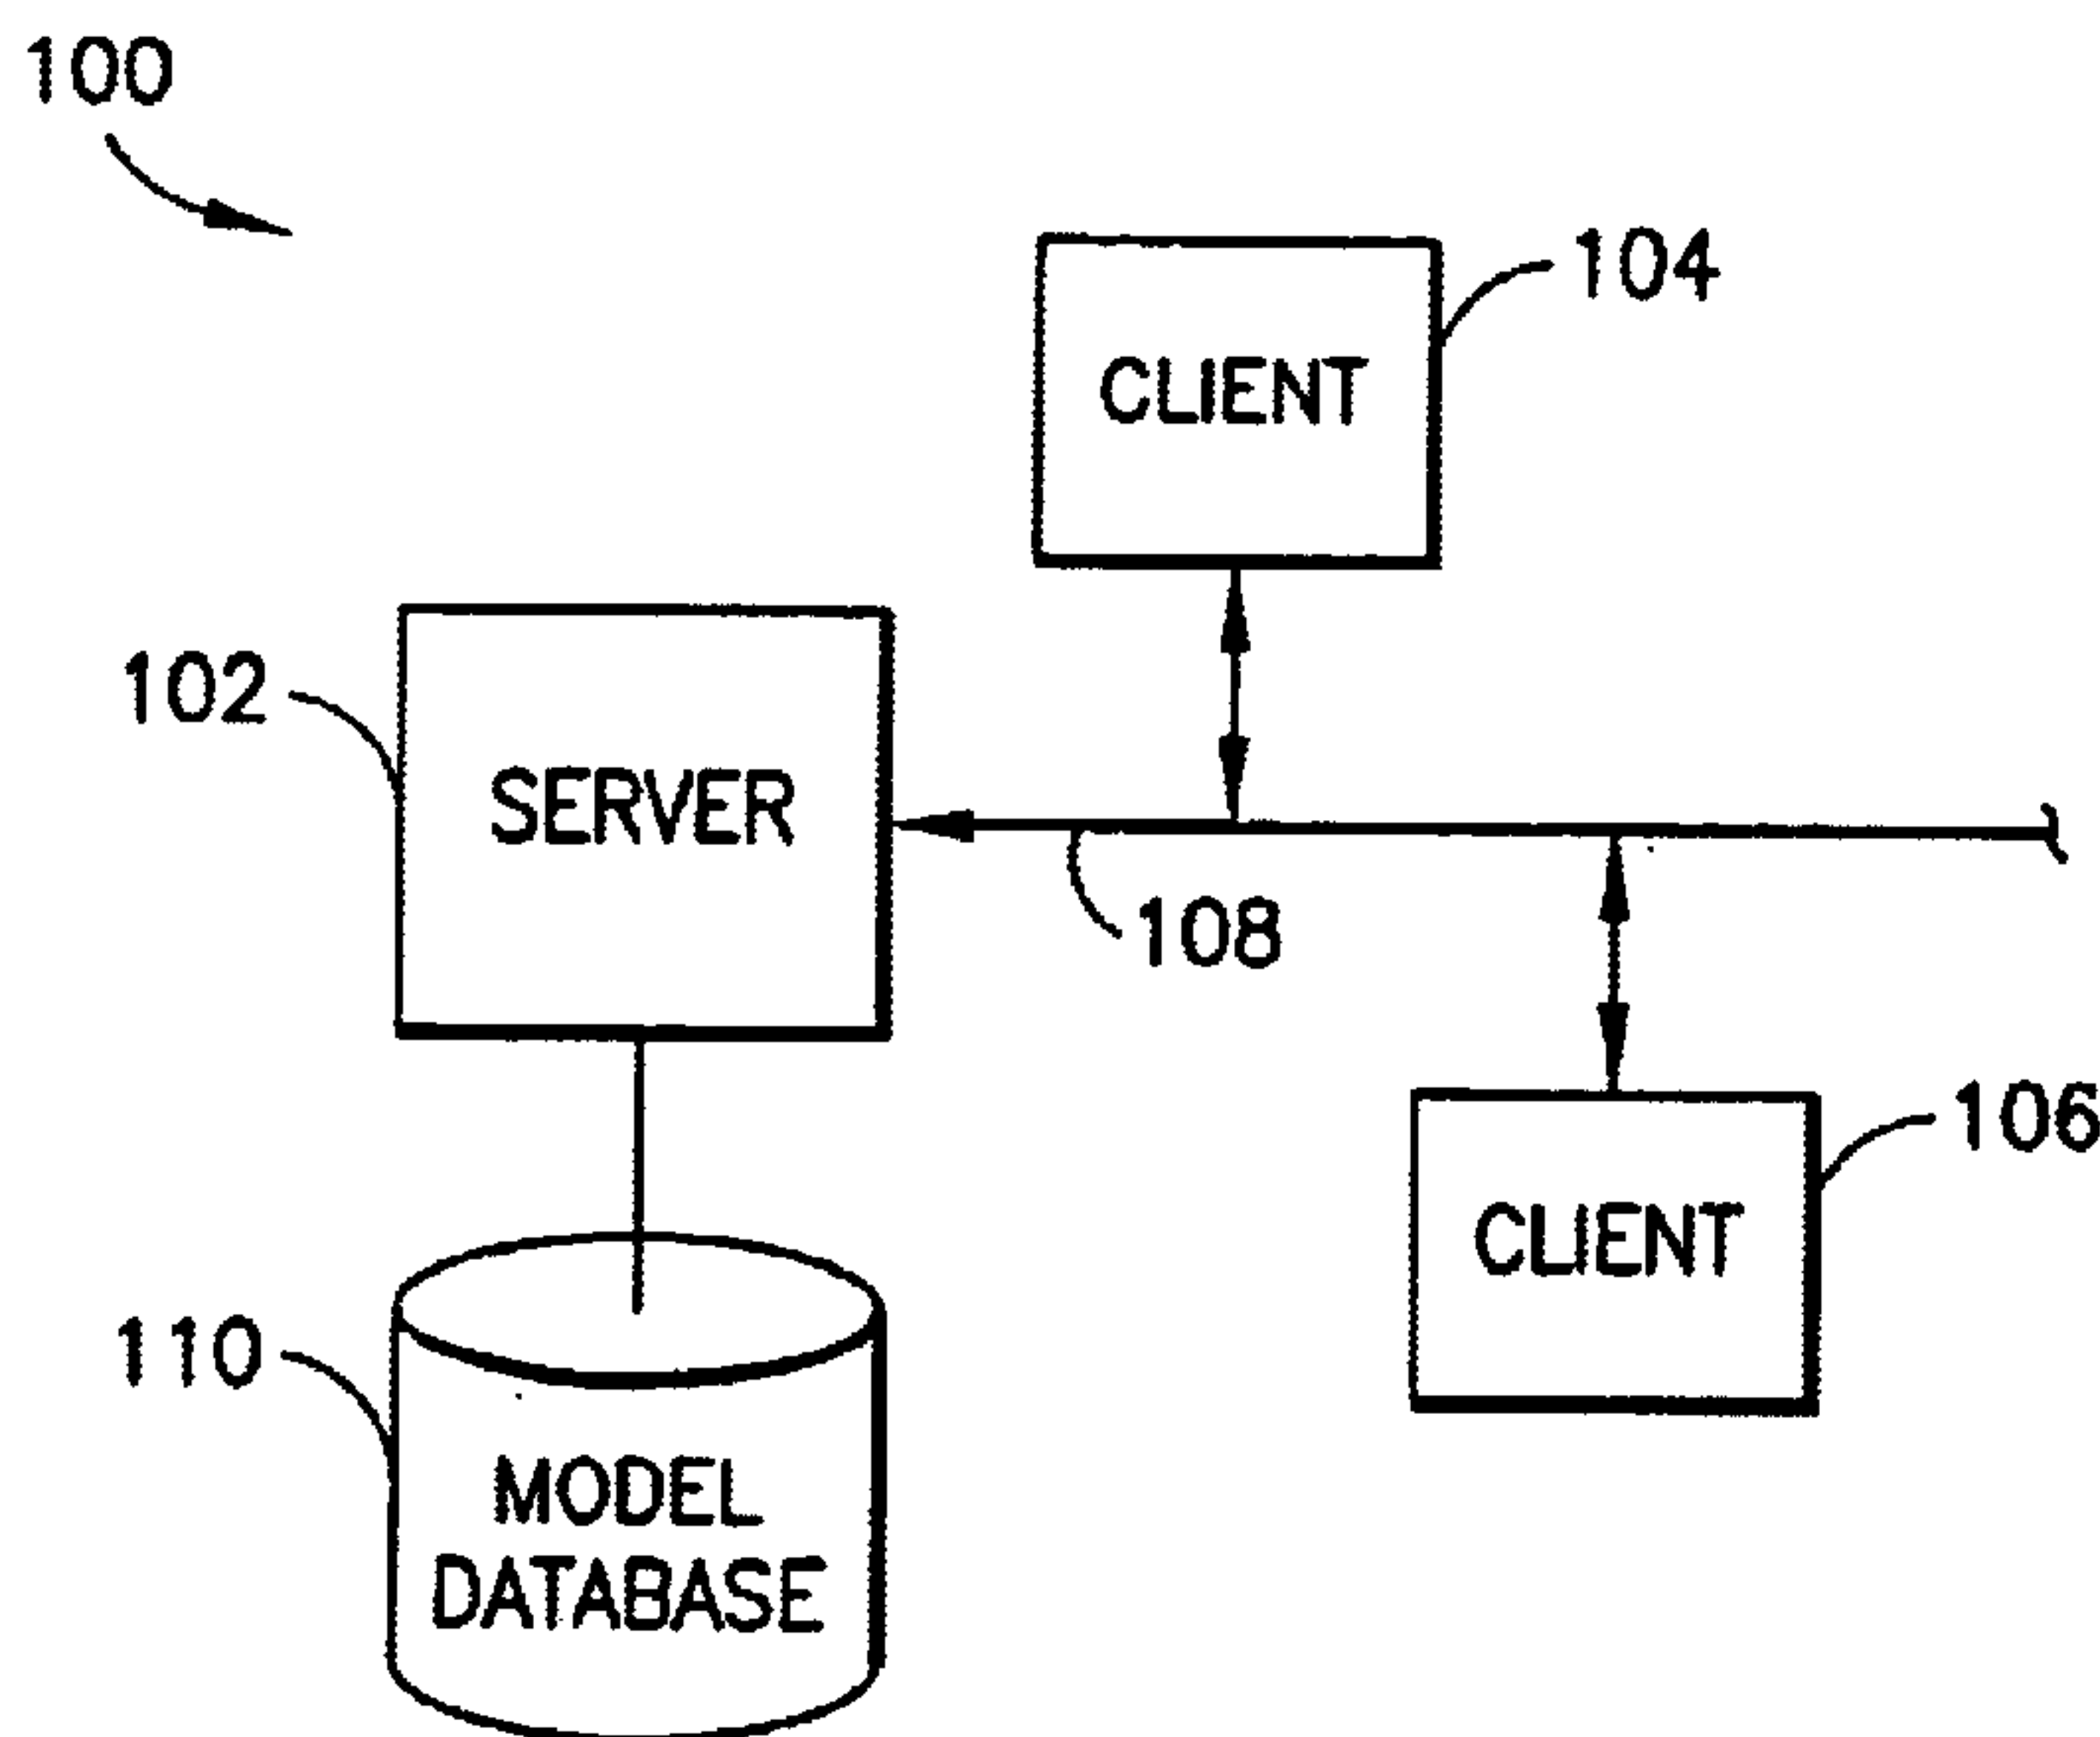 100
104
CLIENT
102
SERVER
108
106
CLIENT
110
MODEL
DATABASE